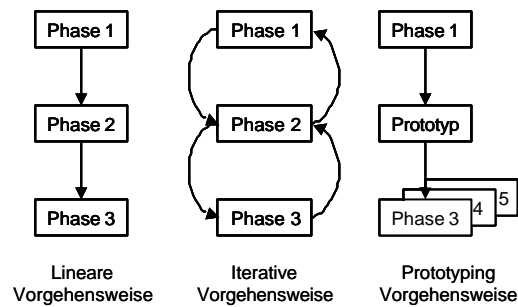 Phase 1
Phase 2
Phase 3
Lineare
Vorgehensweise
Phase 1
Phase 2
Phase 3
Iterative
Vorgehensweise
Phase 1
Prototyp
5
4
Phase 3
Prototyping
Vorgehensweise